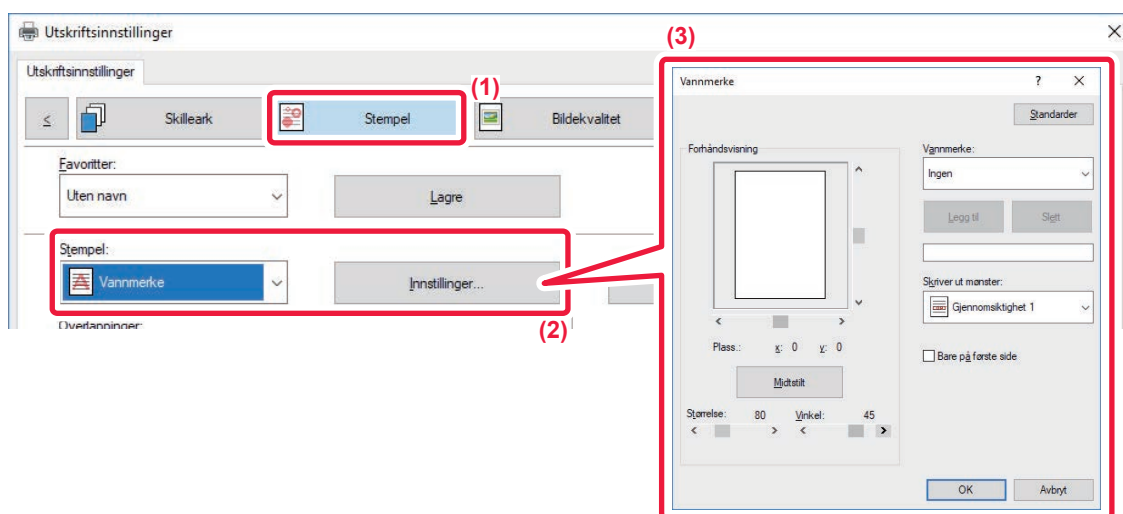 Utskriftsinnstillinger
Utskriftsinnstillinger
(1)
≤ Skilleark Stempel Bildekvalitet
Favoritter:
Uten navn Lagre
Stempel:
Vannmerke Innstillinger...
(2)
Overlappinger:
(3)
Vannmerke ? X
Standarder
Forhåndsvisning
Vannmerke:
Ingen
Legg til Slett
Skriver ut mønster:
Gjennomsiktighet 1
Plass.: x: 0 y: 0
Bare på første side
Midtstilt
Størrelse: 80 Vinkel: 45
OK Avbryt